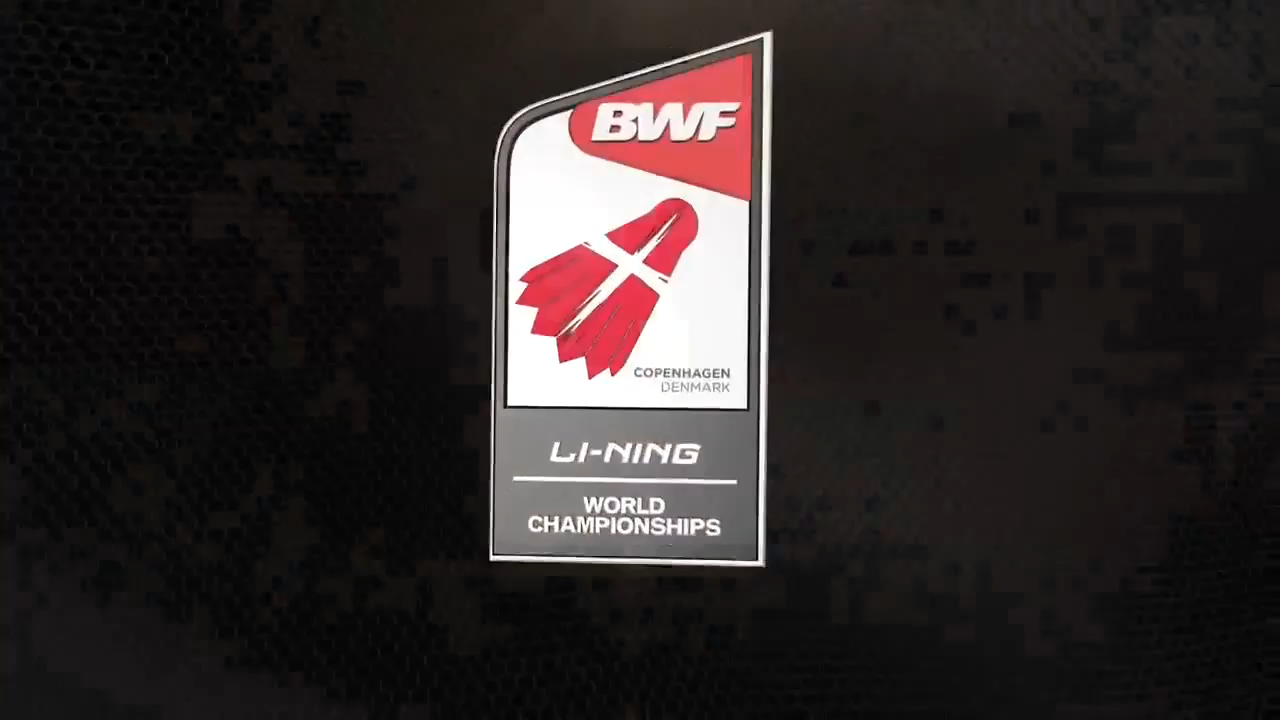 BWF
COPENHAGEN
DENMARK
LI-NING
WORLD
CHAMPIONSHIPS